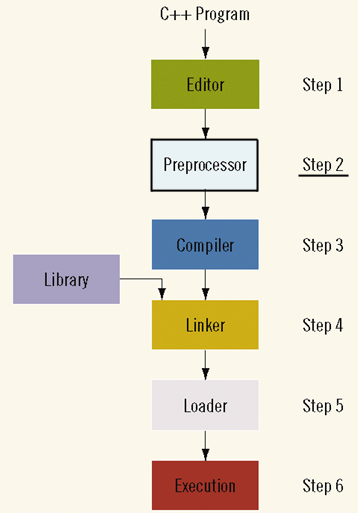 C++ Program
Editor Step 1
Preprocessor Step 2
Compiler Step 3
Library
Linker Step 4
Loader Step 5
Execution Step 6